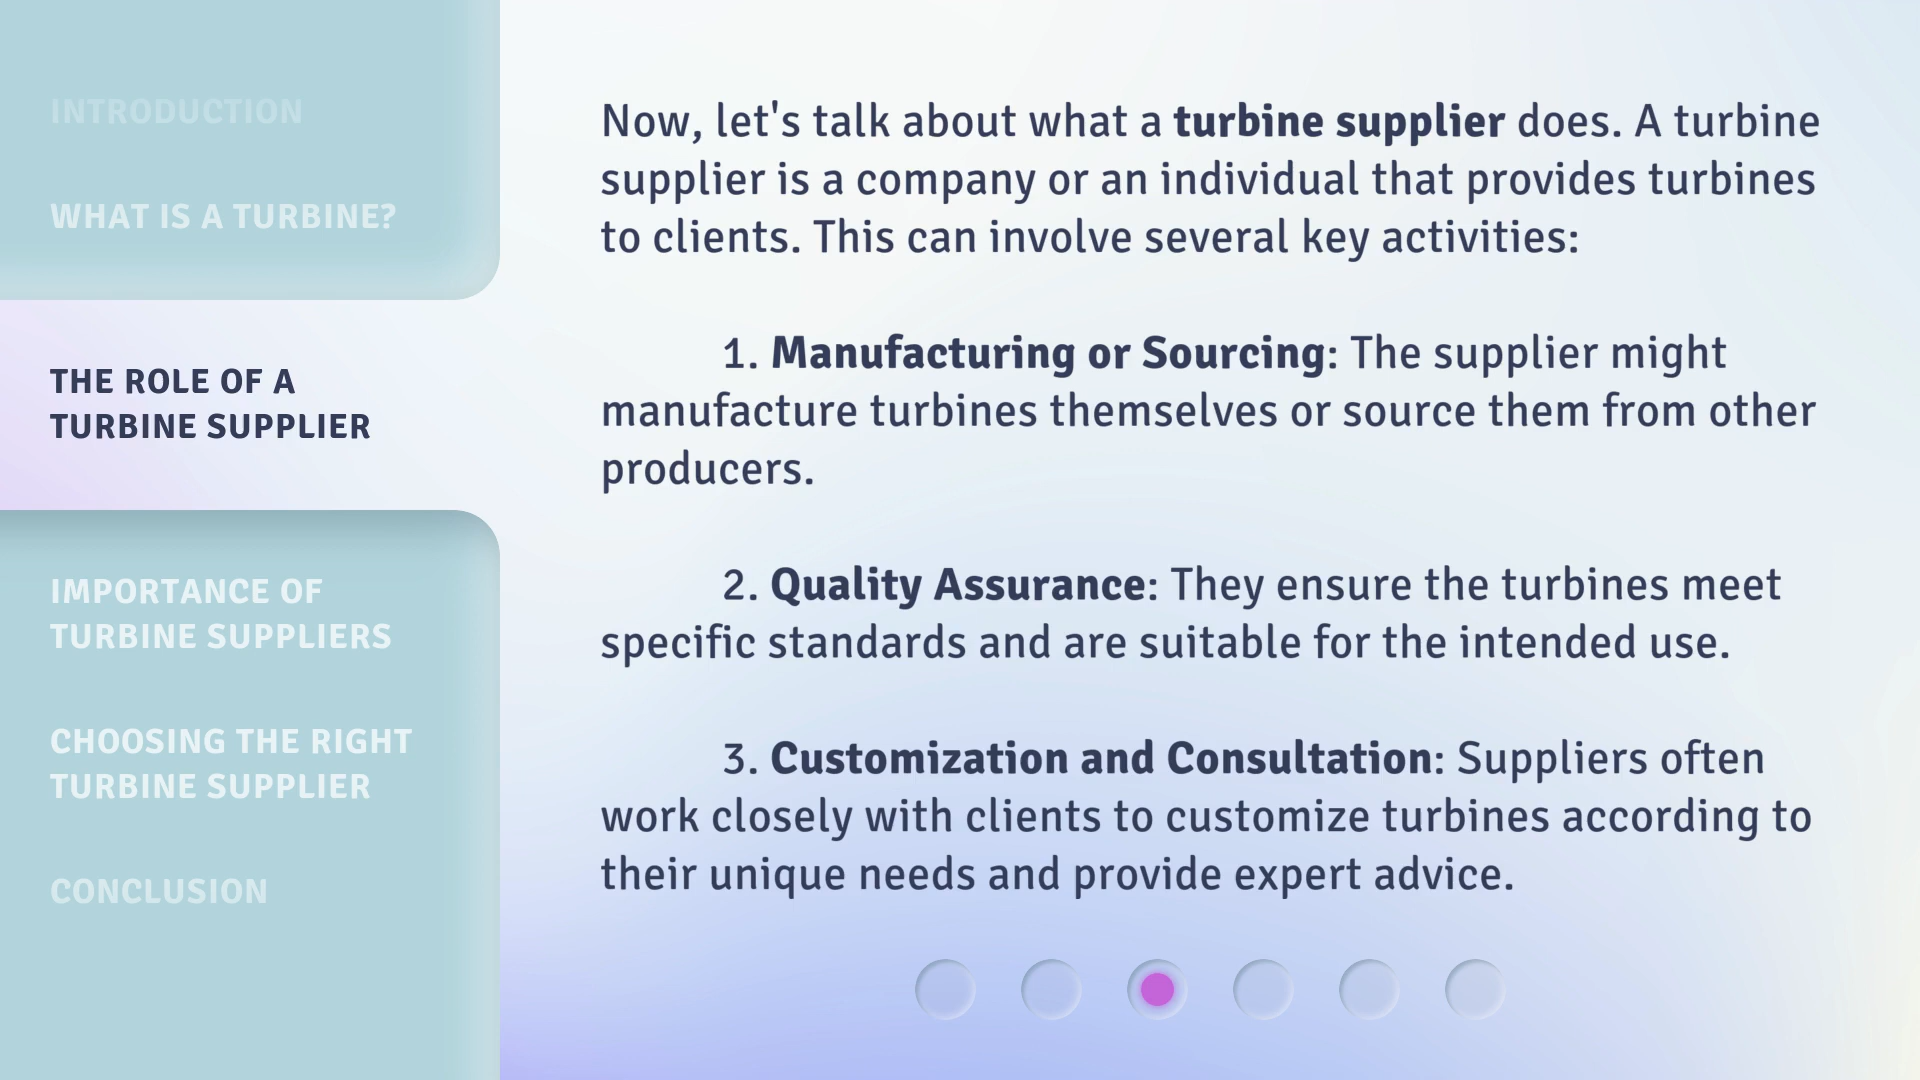 INTRODUCTION
WHAT IS A TURBINE?
THE ROLE OF A
TURBINE SUPPLIER
IMPORTANCE OF
TURBINE SUPPLIERS
CHOOSING THE RIGHT
TURBINE SUPPLIER
CONCLUSION
Now, let's talk about what a turbine supplier does. A turbine
supplier is a company or an individual that provides turbines
to clients. This can involve several key activities:
1. Manufacturing or Sourcing: The supplier might
manufacture turbines themselves or source them from other
producers.
2. Quality Assurance: They ensure the turbines meet
specific standards and are suitable for the intended use.
3. Customization and Consultation: Suppliers often
work closely with clients to customize turbines according to
their unique needs and provide expert advice.